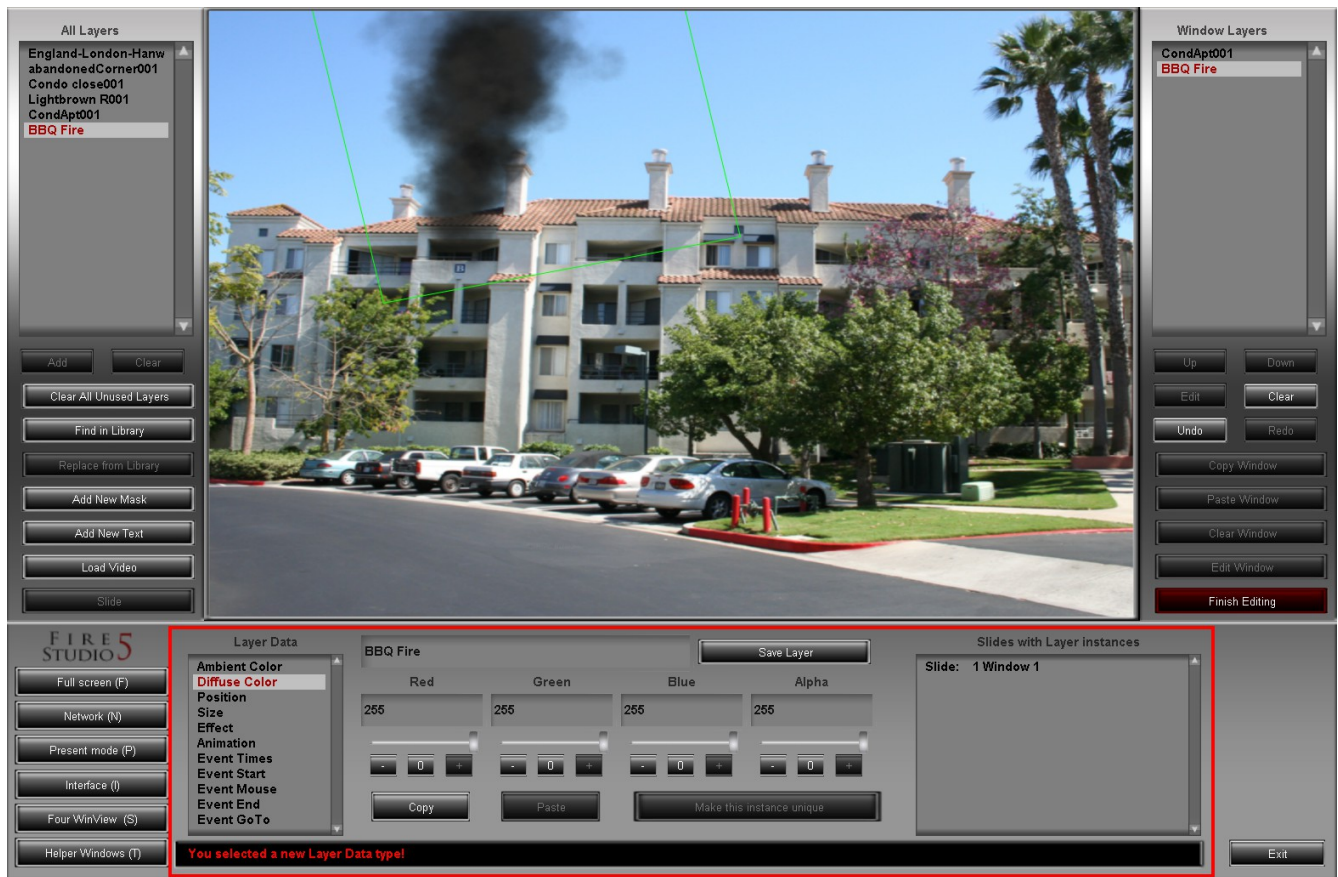 All Layers
England-London-Hanw
abandonedCorner001
Condo close001
Lightbrown R001
CondApt001
BBQ Fire
Add
Clear
Clear All Unused Layers
Find in Library
Replace from Library
Add New Mask
Add New Text
Load Video
Slide
Window Layers
CondApt001
BBQ Fire
Up
Down
Edit
Clear
Undo
Redo
Copy Window
Paste Window
Clear Window
Edit Window
Finish Editing
FIRE 5
STUDIO
Full screen (F)
Network (N)
Present mode (P)
Interface (I)
Four WinView (S)
Helper Windows (T)
Layer Data
Ambient Color
Diffuse Color
Position
Size
Effect
Animation
Event Times
Event Start
Event Mouse
Event End
Event GoTo
BBQ Fire
Save Layer
Red
Green
Blue
Alpha
255
255
255
255
- 0 +
- 0 +
- 0 +
- 0 +
Copy
Paste
Make this instance unique
Slides with Layer instances
Slide: 1 Window 1
You selected a new Layer Data type!
Exit